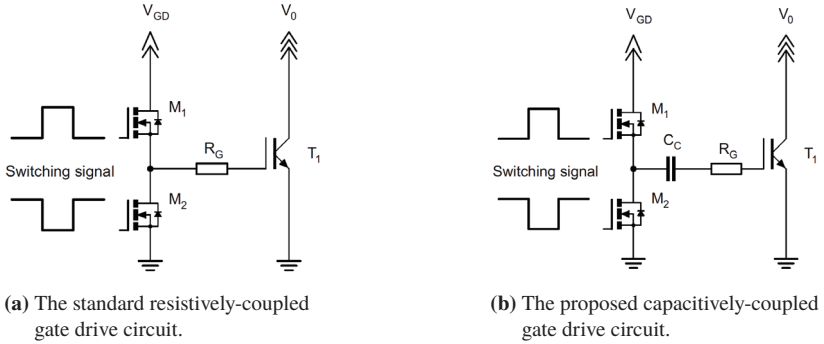 V_GD
V_0
M_1
R_G
T_1
Switching signal
M_2
(a) The standard resistively-coupled
gate drive circuit.
V_GD
V_0
M_1
C_C
R_G
T_1
Switching signal
M_2
(b) The proposed capacitively-coupled
gate drive circuit.